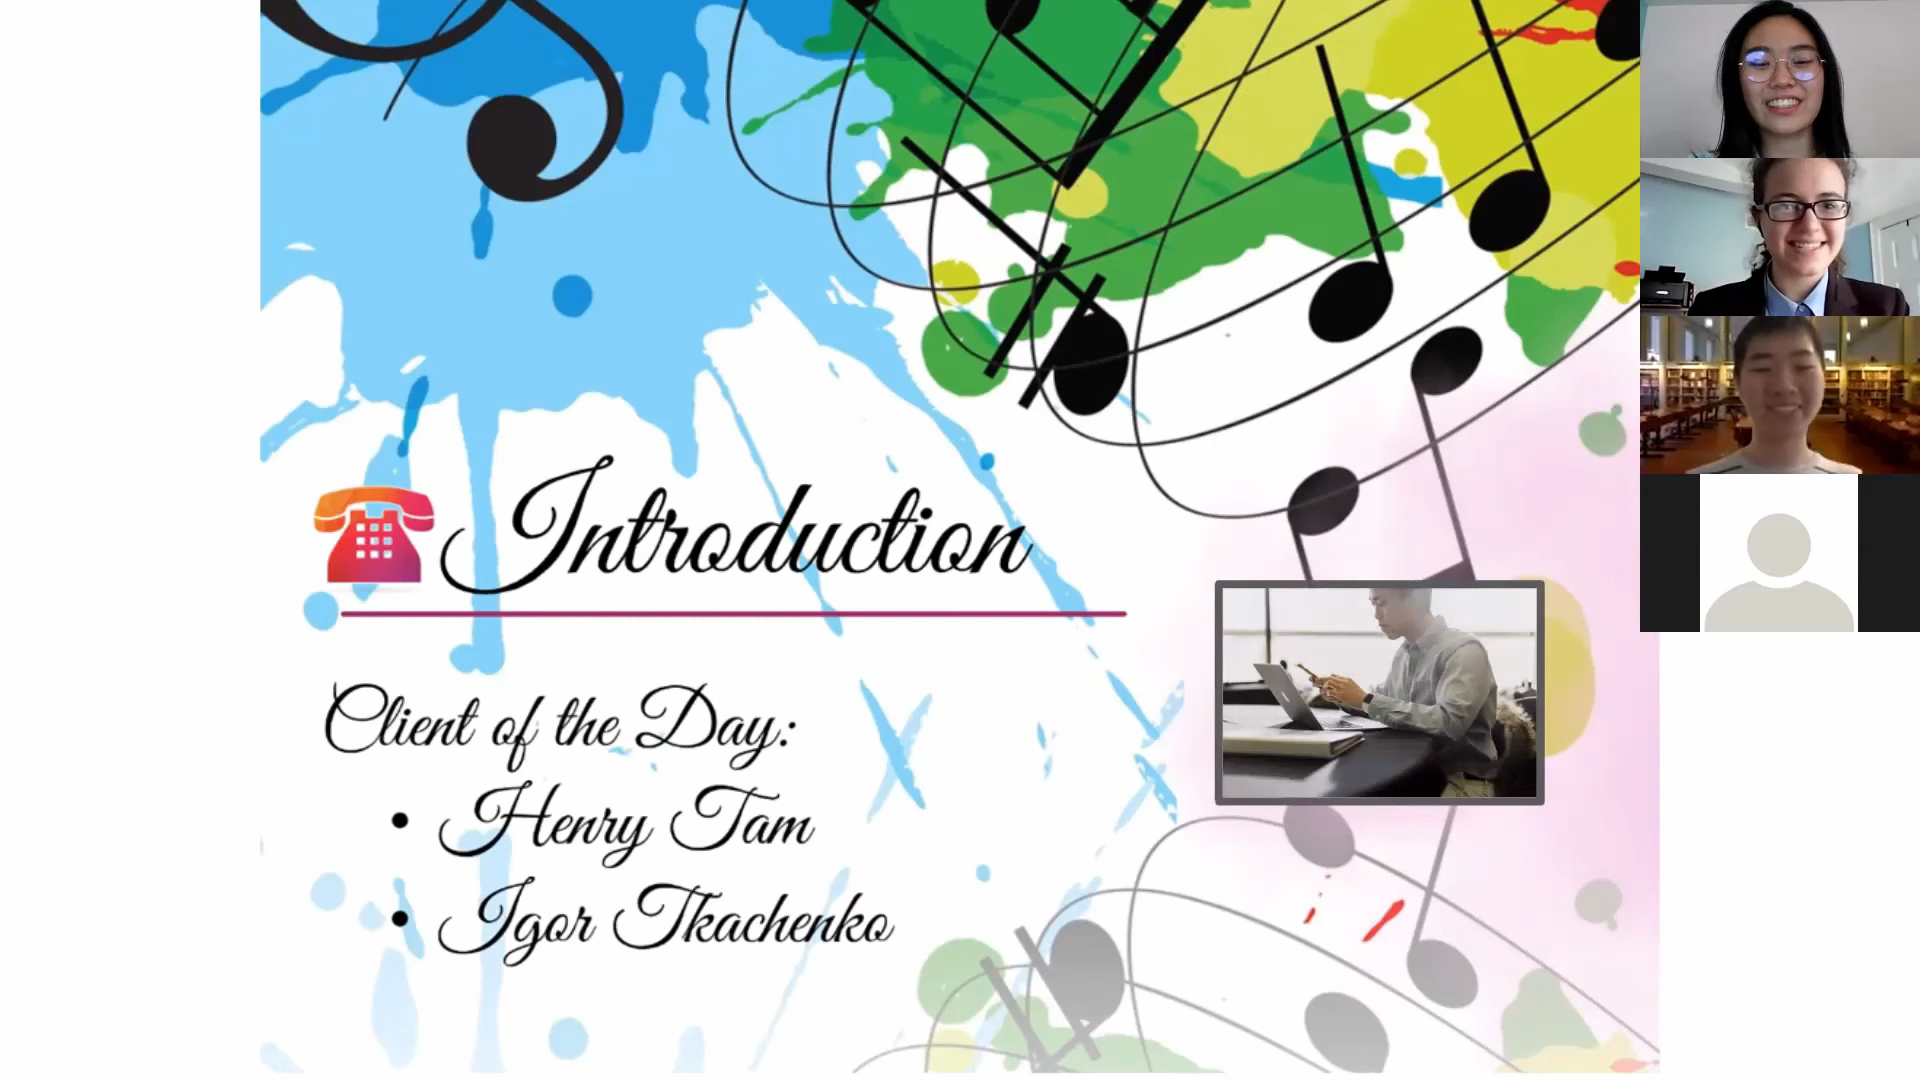 Introduction
Client of the Day:
• Henry Tam
• Igor Tkachenko